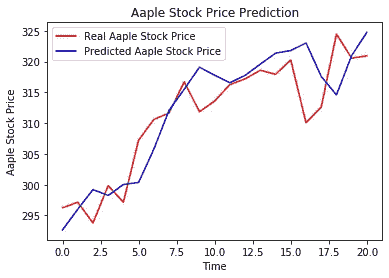 Aaple Stock Price Prediction
Real Aaple Stock Price
Predicted Aaple Stock Price
Aaple Stock Price
325
320
315
310
305
300
295
0.0 2.5 5.0 7.5 10.0 12.5 15.0 17.5 20.0
Time